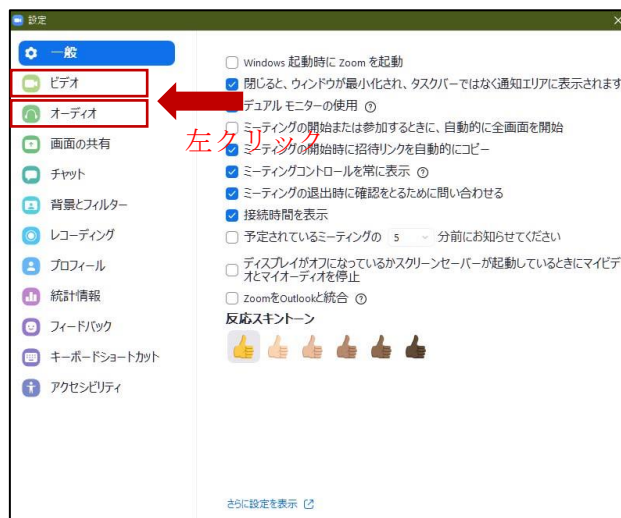 設定
一般
ビデオ
オーディオ
画面の共有
チャット
背景とフィルター
レコーディング
プロフィール
統計情報
フィードバック
キーボードショートカット
アクセシビリティ
左クリック
Windows 起動時に Zoom を起動
閉じると、ウィンドウが最小化され、タスクバーではなく通知エリアに表示されます
デュアル モニターの使用
ミーティングの開始または参加するときに、自動的に全画面を開始
ミーティングの開始時に招待リンクを自動的にコピー
ミーティングコントロールを常に表示
ミーティングの退出時に確認をとるために問い合わせる
接続時間を表示
予定されているミーティングの 5 分前にお知らせてください
ディスプレイがオフになっているかスクリーンセーバーが起動しているときにマイビデ
オとマイオーディオを停止
ZoomをOutlookと統合
反応スキントーン
さらに設定を表示